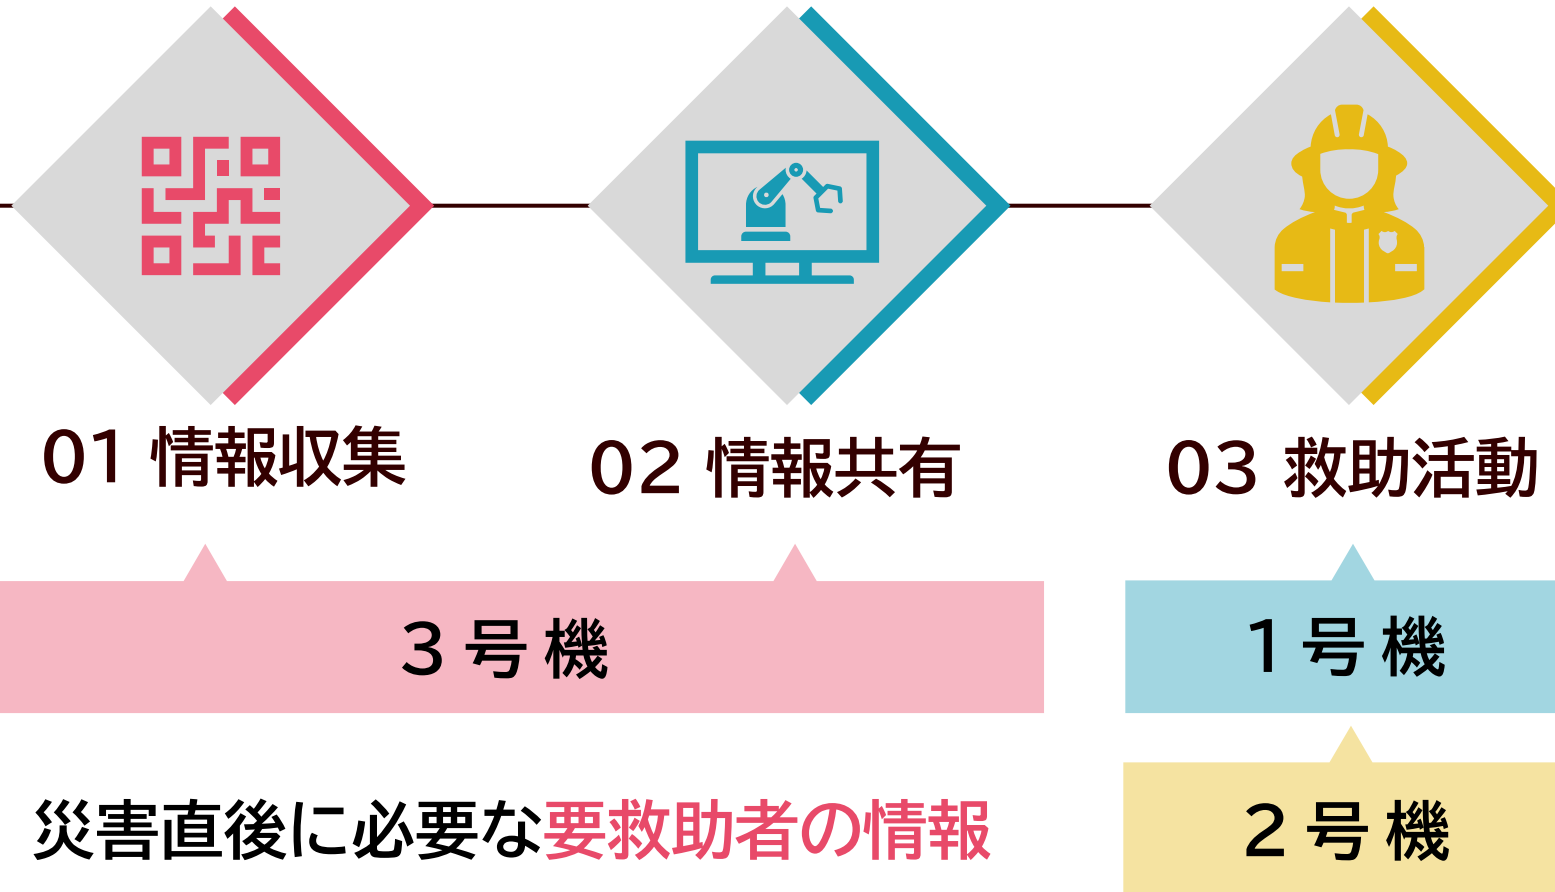 01 情報収集
02 情報共有
03 救助活動
3号機
1号機
2号機
災害直後に必要な要救助者の情報